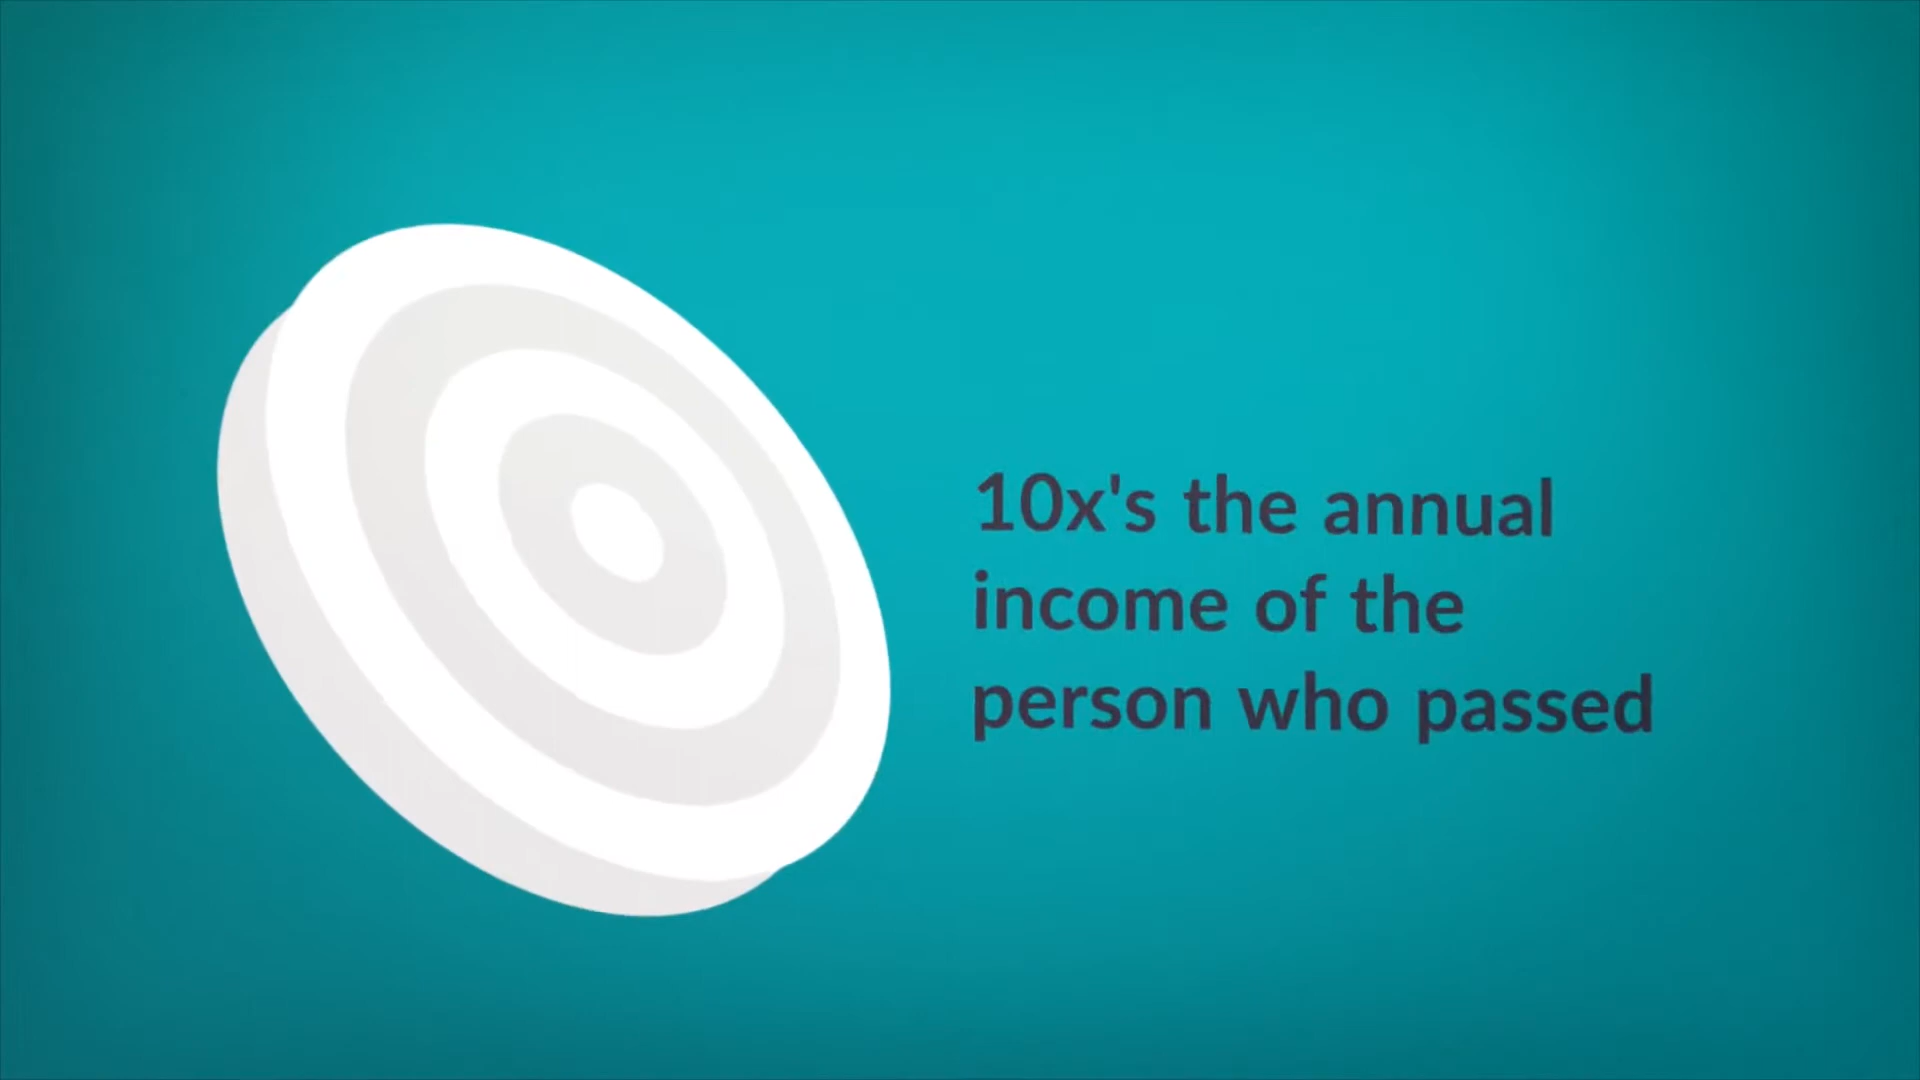 10x's the annual
income of the
person who passed